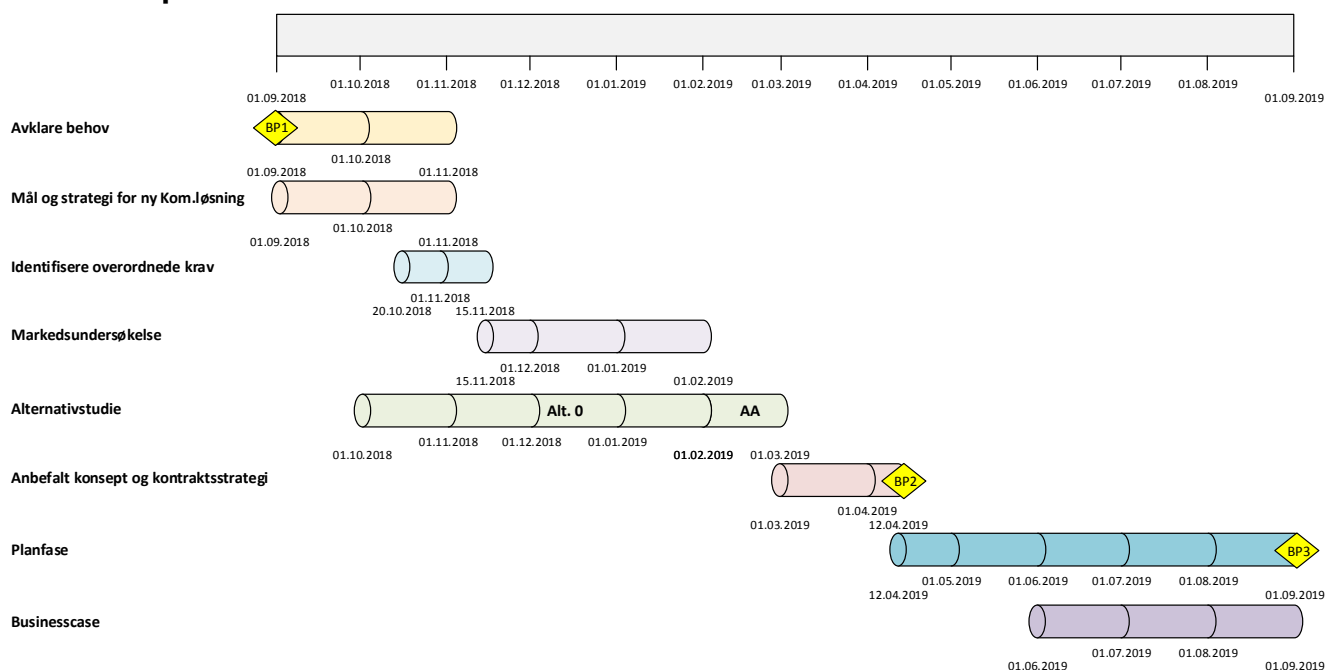 01.10.2018 01.11.2018 01.12.2018 01.01.2019 01.02.2019 01.03.2019 01.04.2019 01.05.2019 01.06.2019 01.07.2019 01.08.2019
01.09.2018 01.09.2019
Avklare behov BP1
01.10.2018
01.09.2018 01.11.2018
Mål og strategi for ny Kom.løsning
01.10.2018
01.09.2018 01.11.2018
Identifisere overordnede krav
01.11.2018
20.10.2018 15.11.2018
Markedsundersøkelse
01.12.2018 01.01.2019
15.11.2018 01.02.2019
Alternativstudie Alt. 0 AA
01.11.2018 01.12.2018 01.01.2019
01.10.2018 01.02.2019 01.03.2019
Anbefalt konsept og kontraktsstrategi BP2
01.04.2019
01.03.2019 12.04.2019
Planfase BP3
01.05.2019 01.06.2019 01.07.2019 01.08.2019
12.04.2019 01.09.2019
Businesscase
01.07.2019 01.08.2019
01.06.2019 01.09.2019